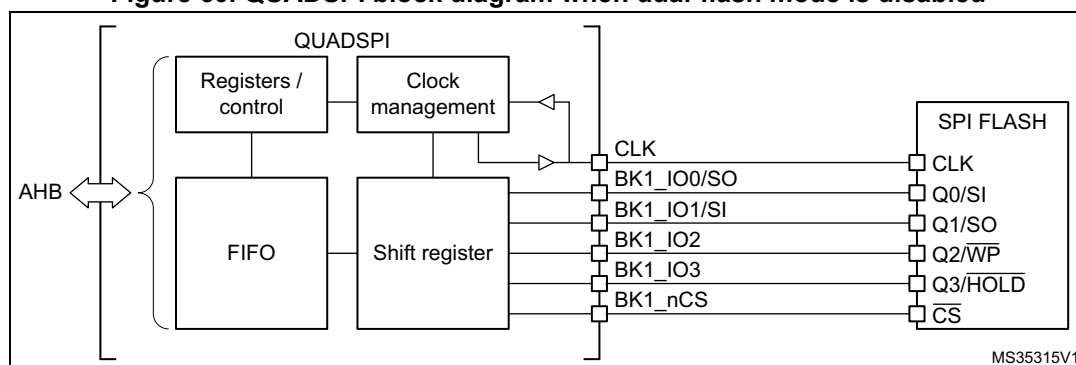 Figure QUADSPI block diagram when dual flash mode is disabled
QUADSPI
Registers /
control
Clock
management
SPI FLASH
AHB
FIFO
Shift register
CLK
BK1_IO0/SO
BK1_IO1/SI
BK1_IO2
BK1_IO3
BK1_nCS
CLK
Q0/SI
Q1/SO
Q2/WP
Q3/HOLD
CS
MS35315V1